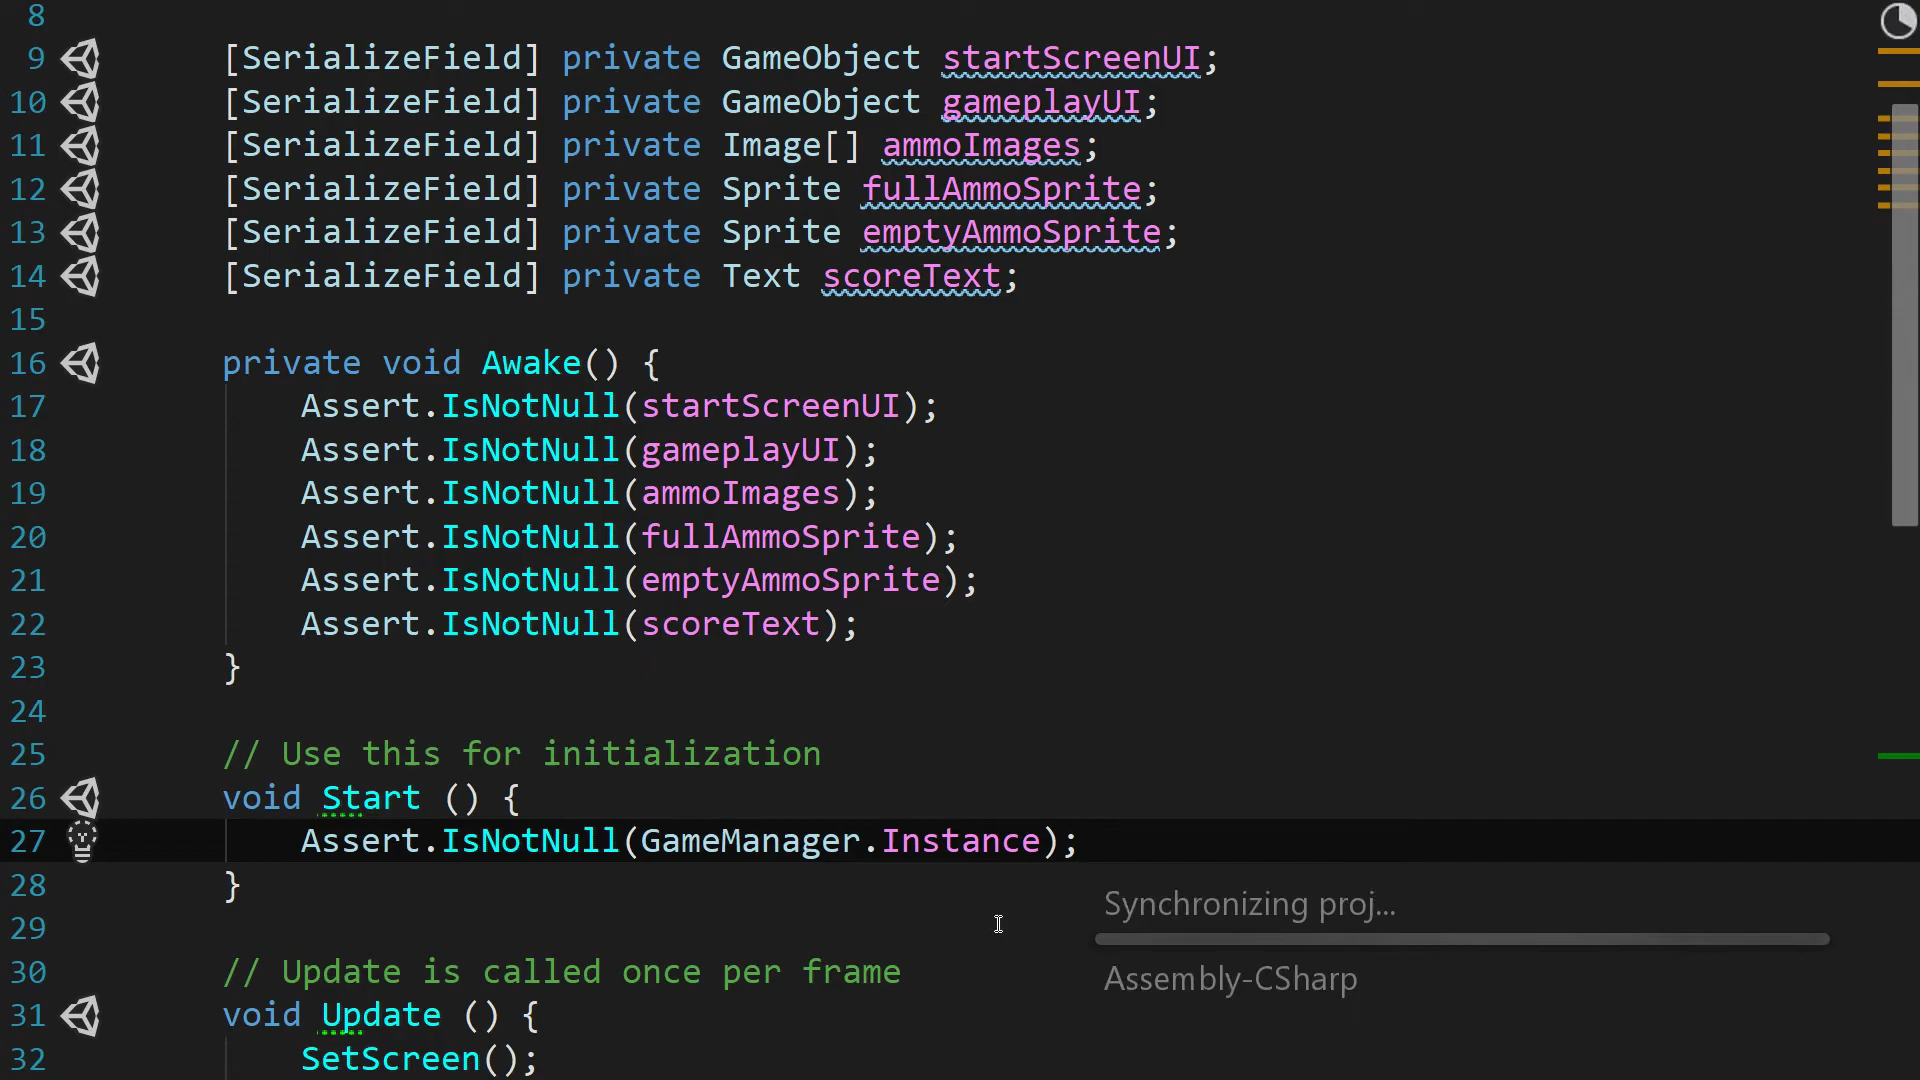 8
9 [SerializeField] private GameObject startScreenUI;
10 [SerializeField] private GameObject gameplayUI;
11 [SerializeField] private Image[] ammoImages;
12 [SerializeField] private Sprite fullAmmoSprite;
13 [SerializeField] private Sprite emptyAmmoSprite;
14 [SerializeField] private Text scoreText;
15
16 private void Awake() {
17 Assert.IsNotNull(startScreenUI);
18 Assert.IsNotNull(gameplayUI);
19 Assert.IsNotNull(ammoImages);
20 Assert.IsNotNull(fullAmmoSprite);
21 Assert.IsNotNull(emptyAmmoSprite);
22 Assert.IsNotNull(scoreText);
23 }
24
25 // Use this for initialization
26 void Start () {
27 Assert.IsNotNull(GameManager.Instance);
28 }
Synchronizing proj...
29
30 // Update is called once per frame
Assembly-CSharp
31 void Update () {
32 SetScreen();